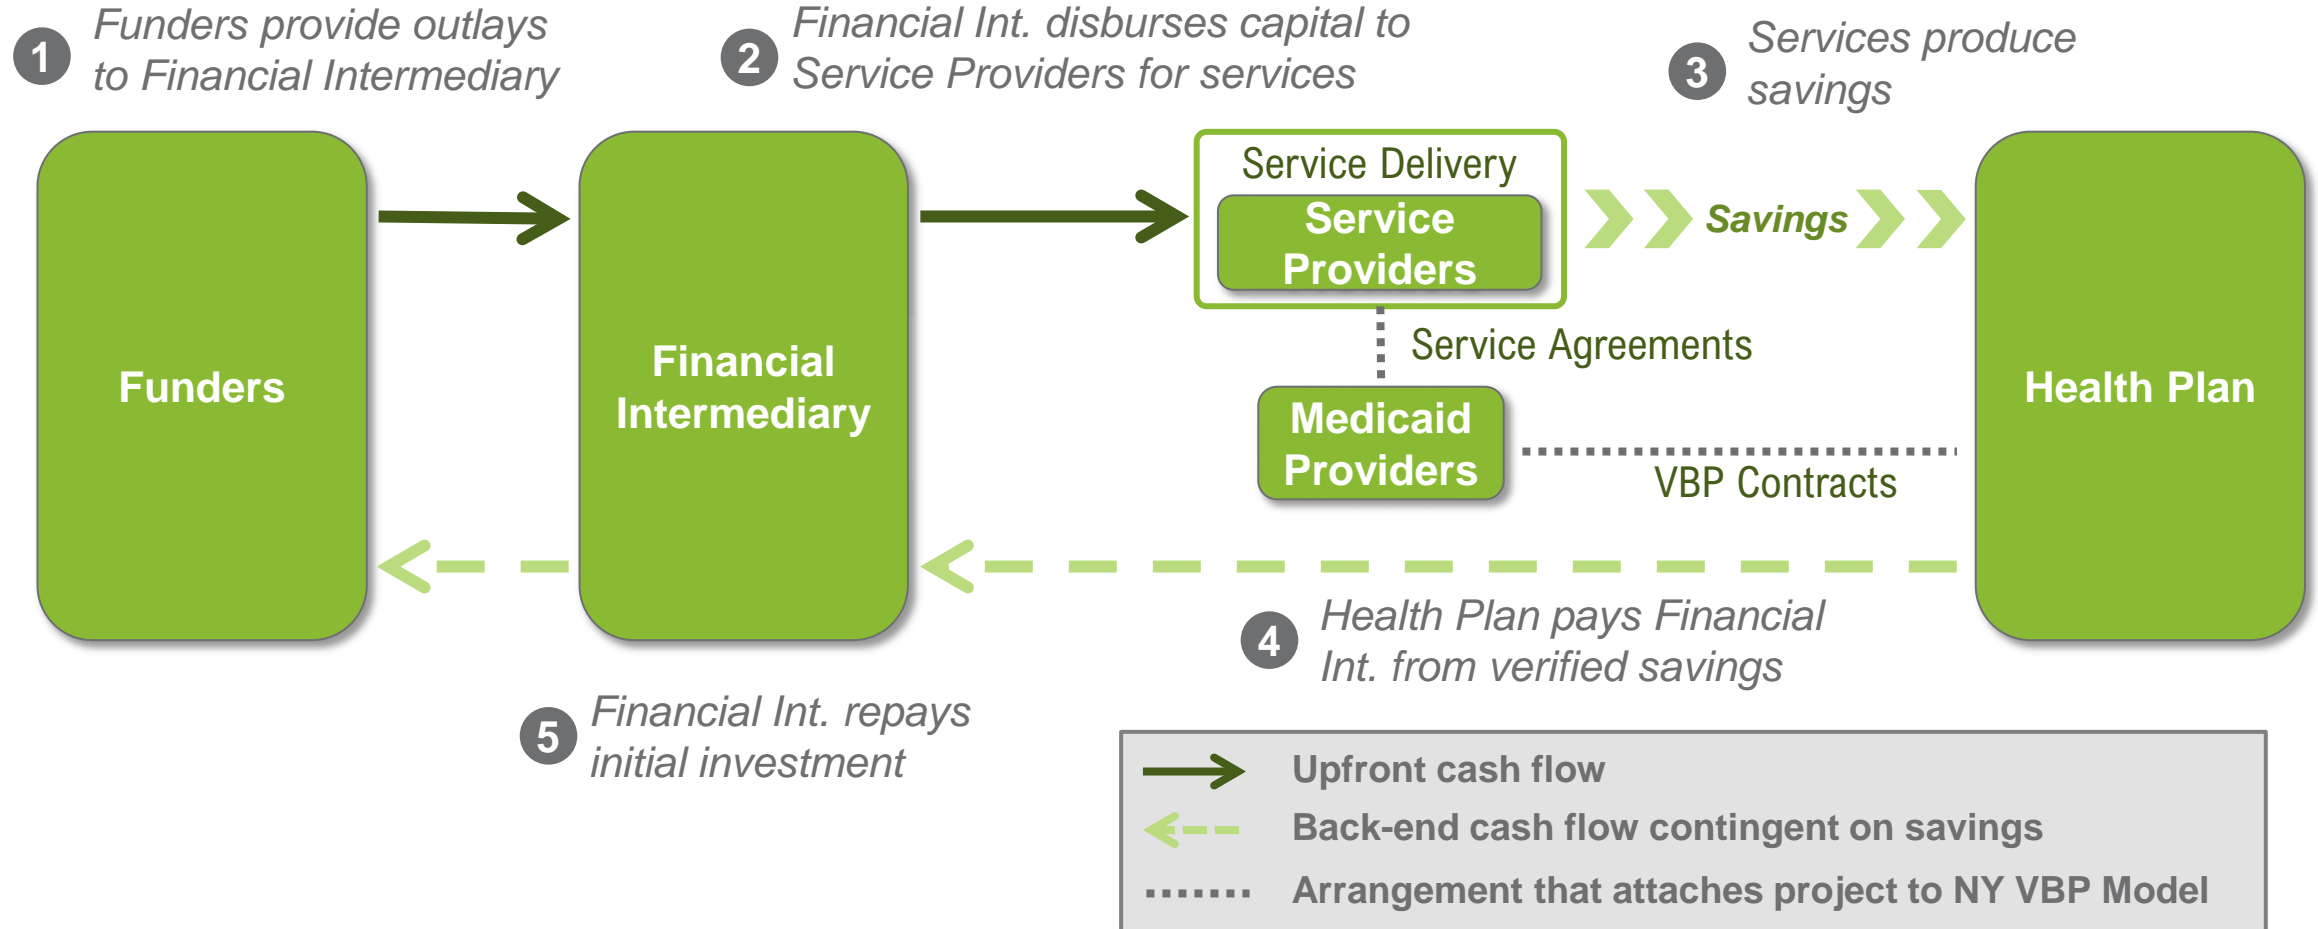 1
Funders provide outlays
to Financial Intermediary
2
Financial Int. disburses capital to
Service Providers for services
3
Services produce
savings
Funders
Financial
Intermediary
Service Delivery
Service
Providers
Savings
Service Agreements
Medicaid
Providers
VBP Contracts
Health Plan
4
Health Plan pays Financial
Int. from verified savings
5
Financial Int. repays
initial investment
Upfront cash flow
Back-end cash flow contingent on savings
Arrangement that attaches project to NY VBP Model